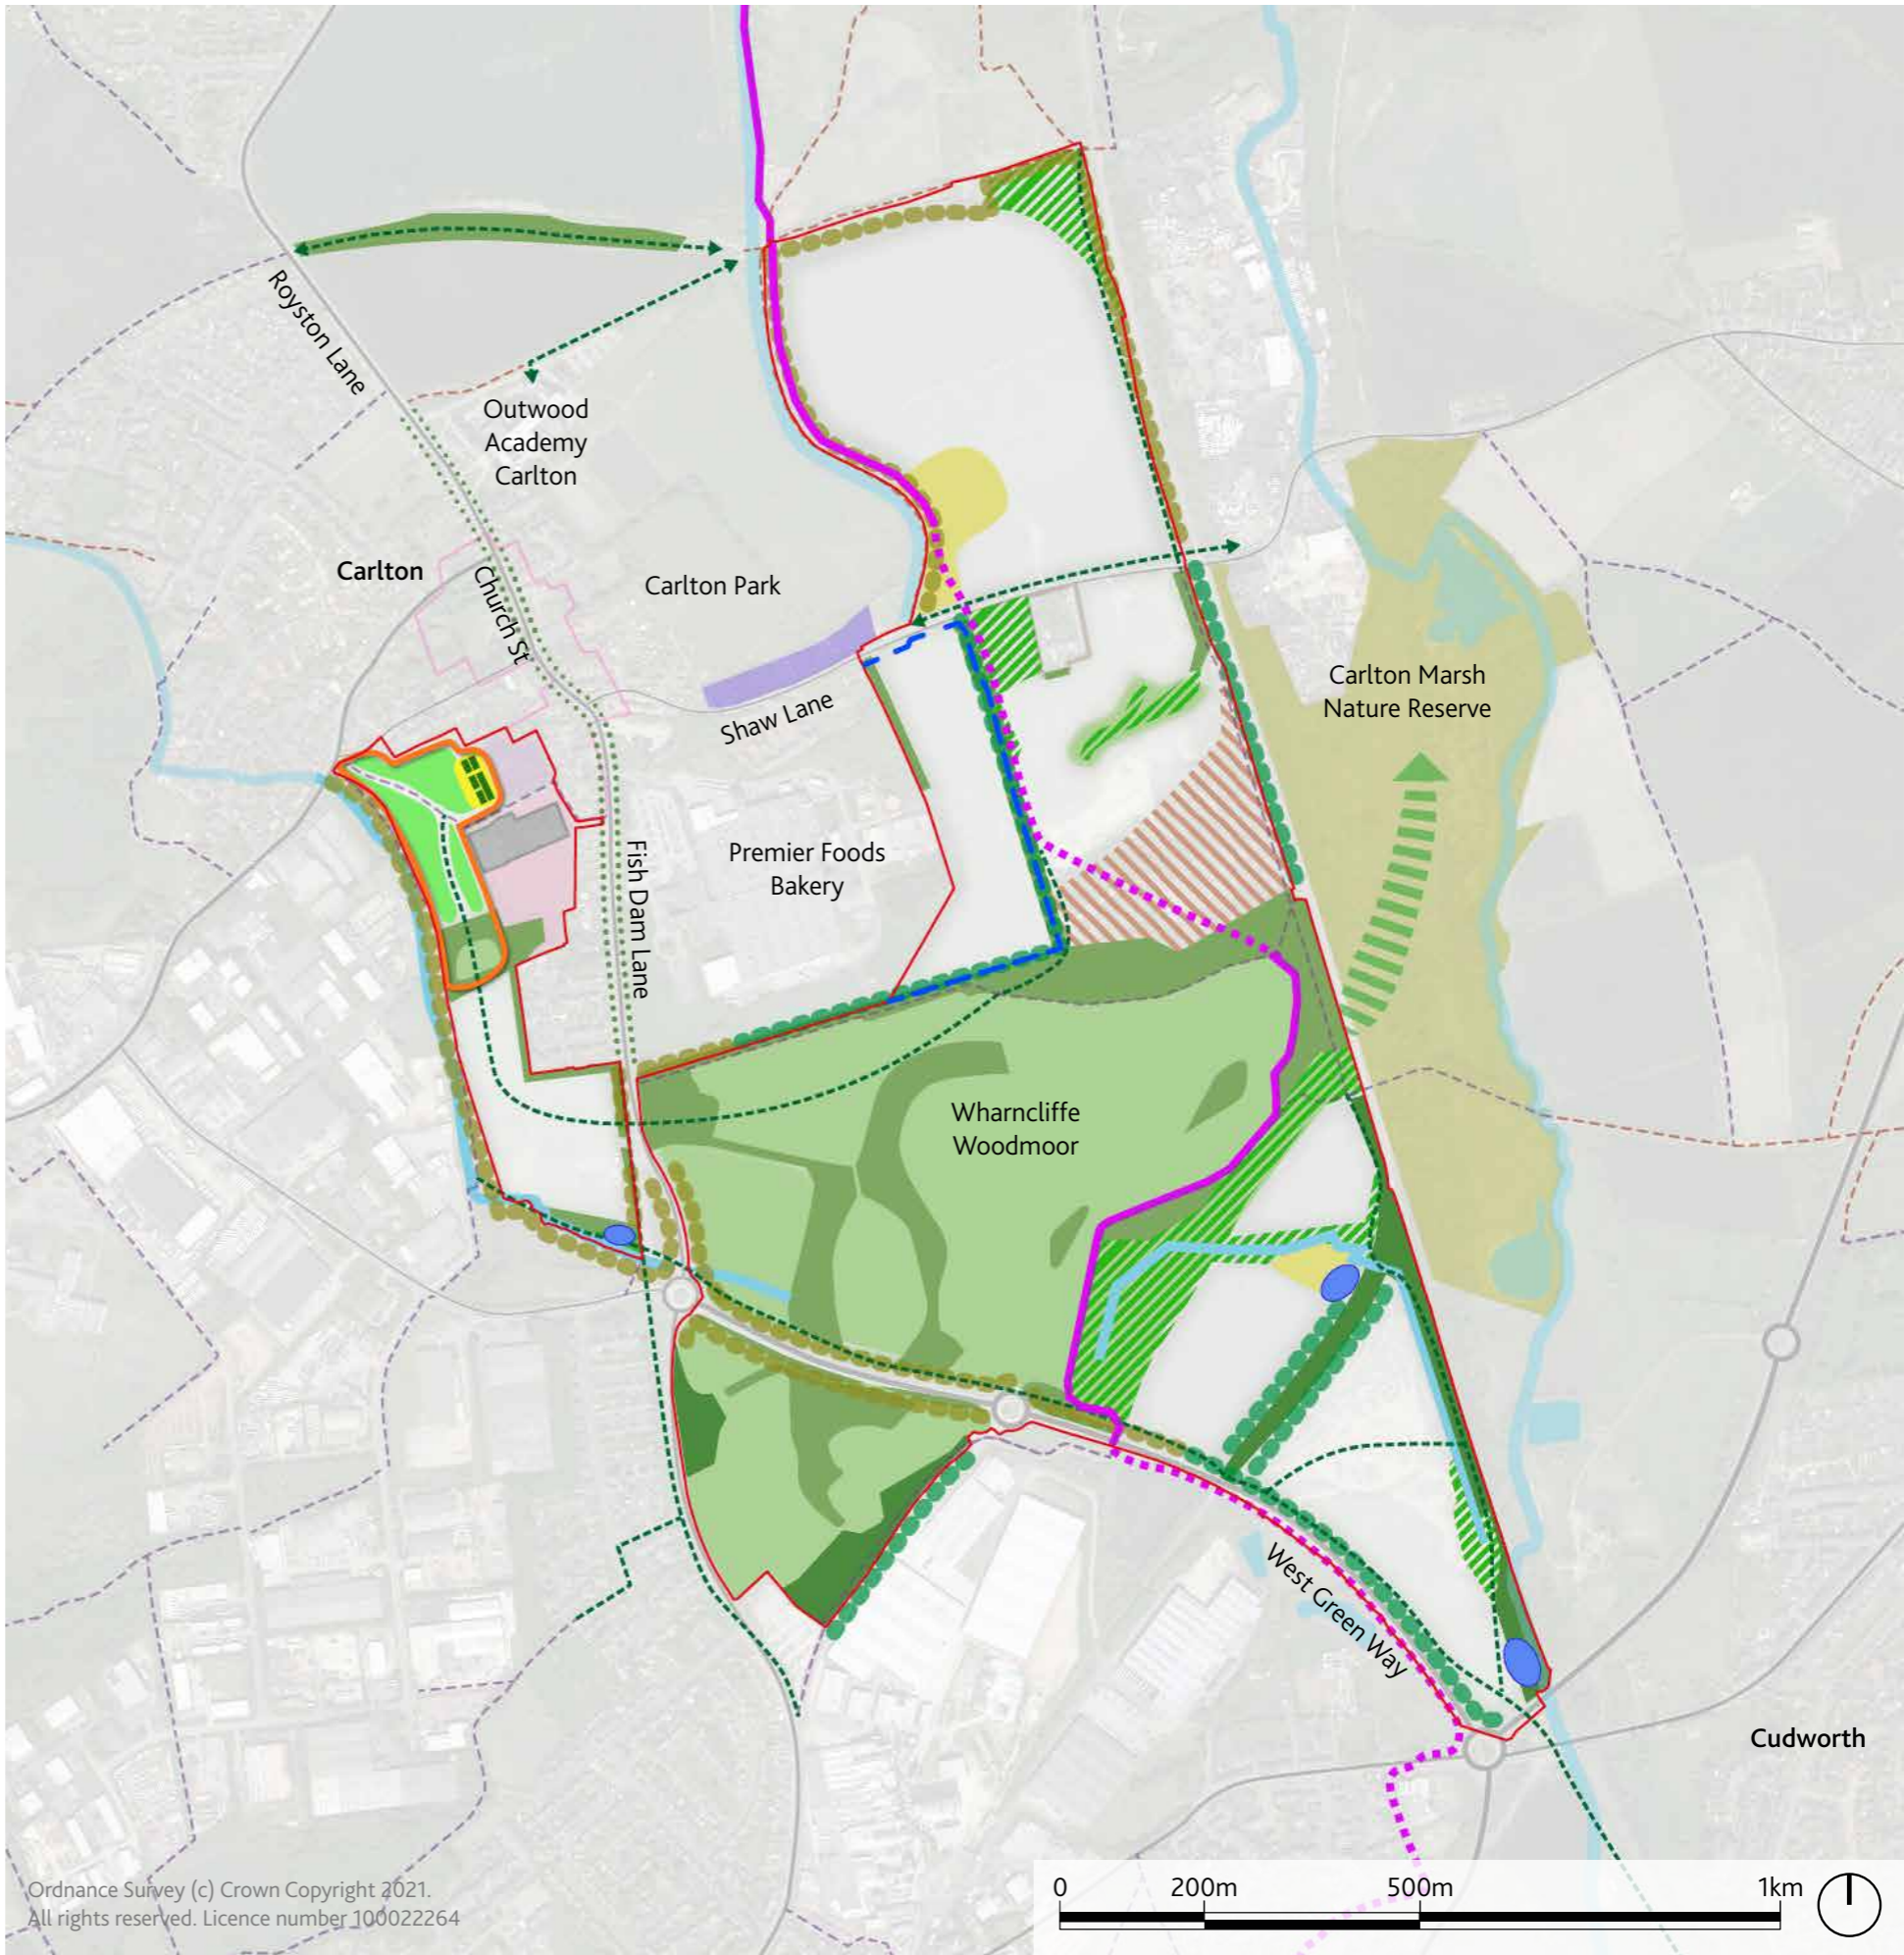 Royston Lane
Outwood
Academy
Carlton
Carlton
Church St
Carlton Park
Carlton Marsh
Nature Reserve
Shaw Lane
Premier Foods
Bakery
Fish Dam Lane
Wharncliffe
Woodmoor
West Green Way
Cudworth
0 200m 500m 1km
Ordnance Survey (c) Crown Copyright 2021.
All rights reserved. Licence number 100022264